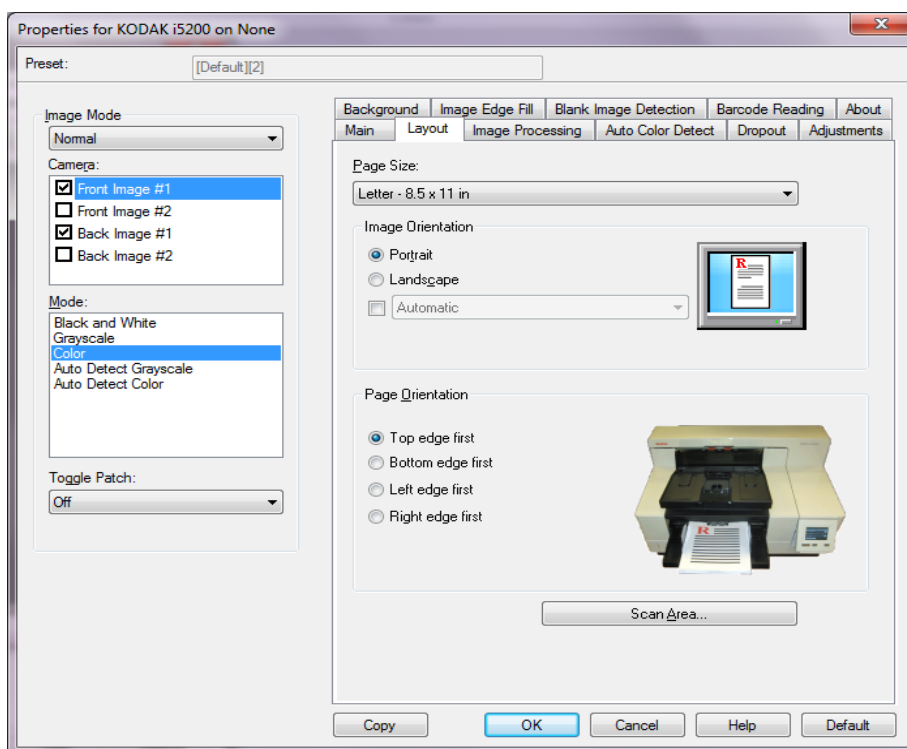 Properties for KODAK i5200 on None
Preset:
[Default][2]
Image Mode
Normal
Camera:
Front Image #1
Front Image #2
Back Image #1
Back Image #2
Mode:
Black and White
Grayscale
Color
Auto Detect Grayscale
Auto Detect Color
Toggle Patch:
Off
Background Image Edge Fill Blank Image Detection Barcode Reading About
Main Layout Image Processing Auto Color Detect Dropout Adjustments
Page Size:
Letter - 8.5 x 11 in
Image Orientation
Portrait
Landscape
Automatic
R
Page Orientation
Top edge first
Bottom edge first
Left edge first
Right edge first
R
Scan Area...
Copy OK Cancel Help Default